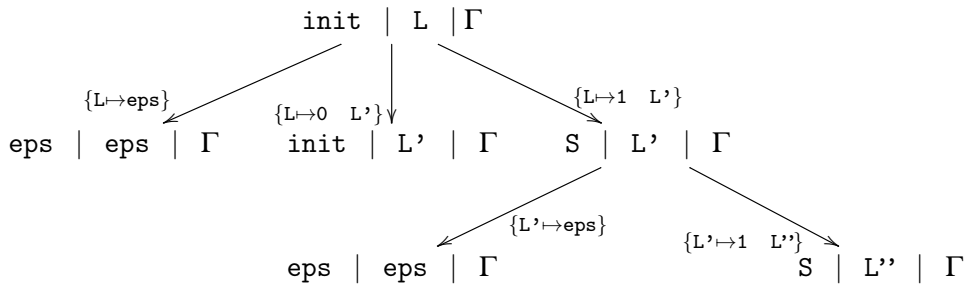 init | L | Γ
{L↦eps} {L↦0 L'} {L↦1 L'}
eps | eps | Γ init | L' | Γ S | L' | Γ
{L'↦eps} {L'↦1 L''}
eps | eps | Γ S | L'' | Γ